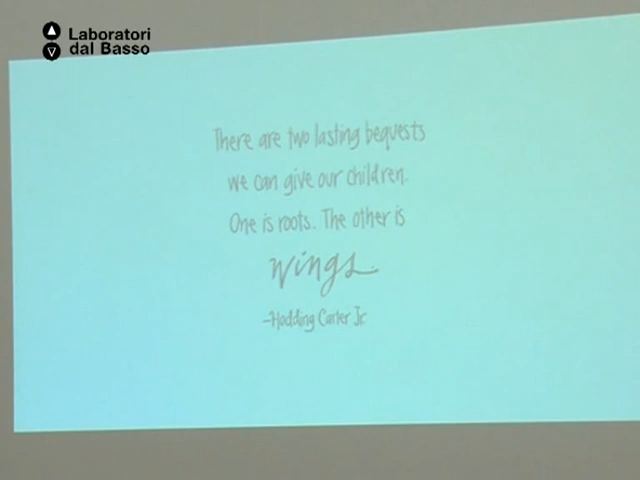 Laboratori
dal Basso
There are two lasting bequests
we can give our children.
One is roots. The other is
wings.
-Hodding Carter Jr.